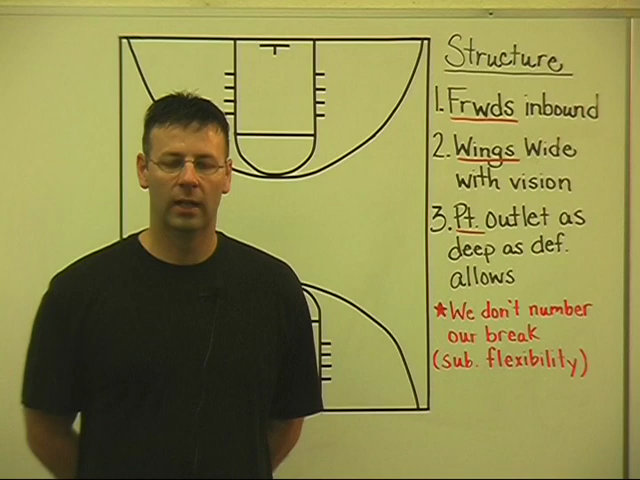 Structure
1. Frwds inbound
2. Wings Wide
with vision
3. Pt. outlet as
deep as def.
allows
*We don't number
our break
(sub. flexibility)